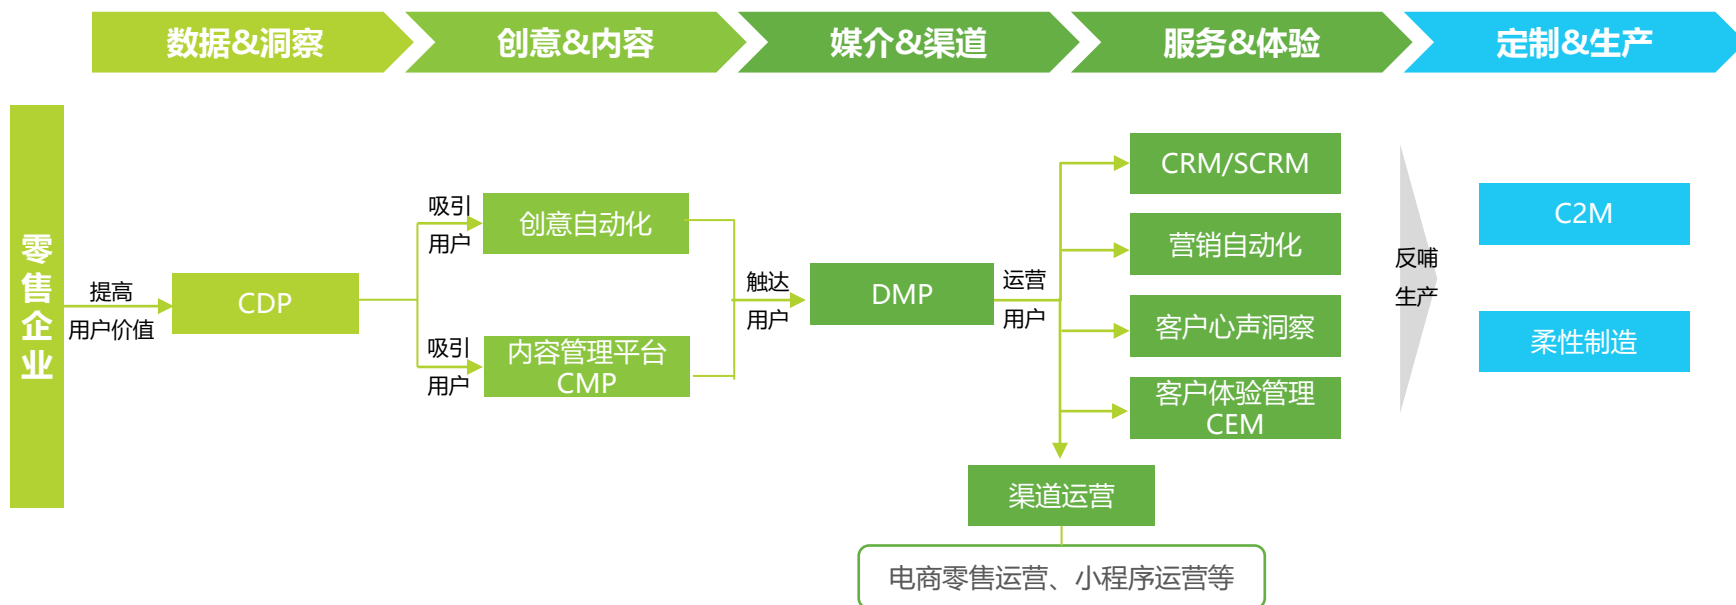 数据&洞察
创意&内容
媒介&渠道
服务&体验
定制&生产
零售企业
提高
用户价值
CDP
吸引
用户
创意自动化
吸引
用户
内容管理平台
CMP
触达
用户
DMP
运营
用户
CRM/SCRM
营销自动化
客户心声洞察
客户体验管理
CEM
渠道运营
电商零售运营、小程序运营等
反哺
生产
C2M
柔性制造